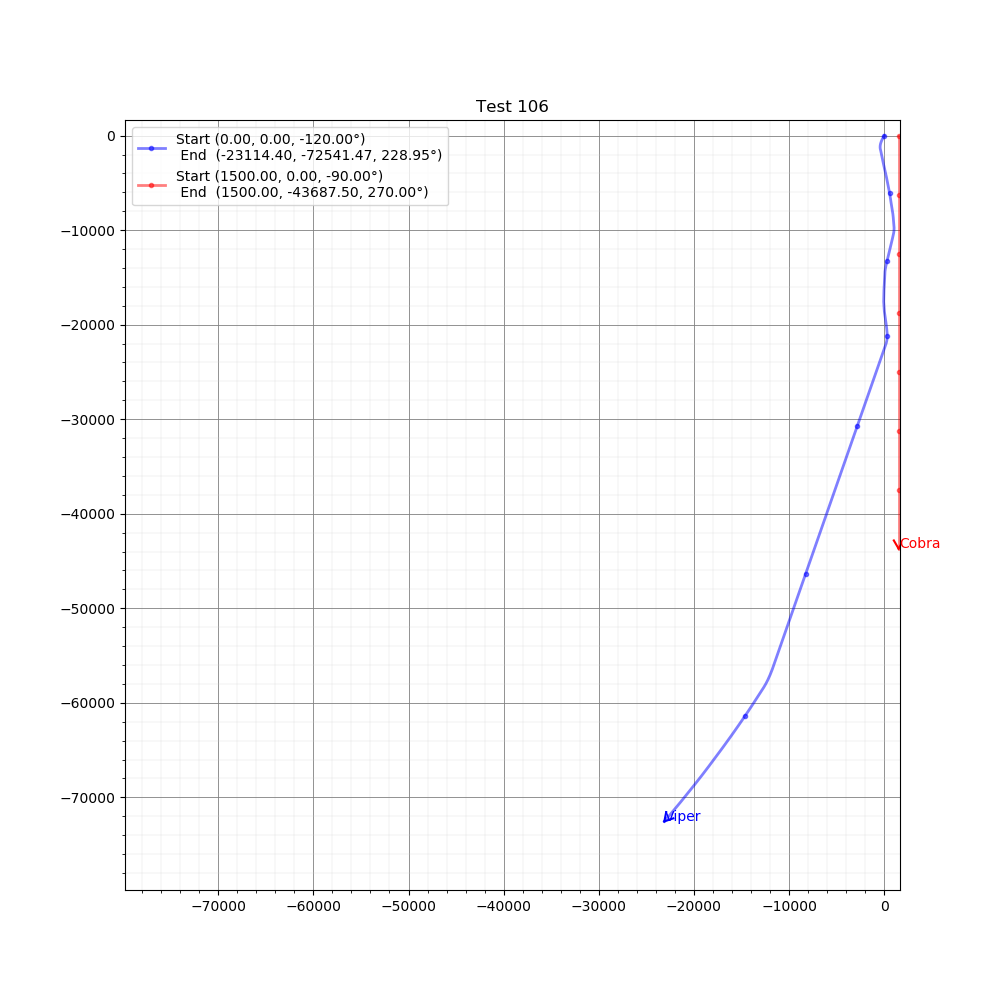 Test 106
Start (0.00, 0.00, -120.00°)
End (-23114.40, -72541.47, 228.95°)
Start (1500.00, 0.00, -90.00°)
End (1500.00, -43687.50, 270.00°)
0
−10000
−20000
−30000
−40000
−50000
−60000
−70000
Cobra
Viper
−70000 −60000 −50000 −40000 −30000 −20000 −10000 0